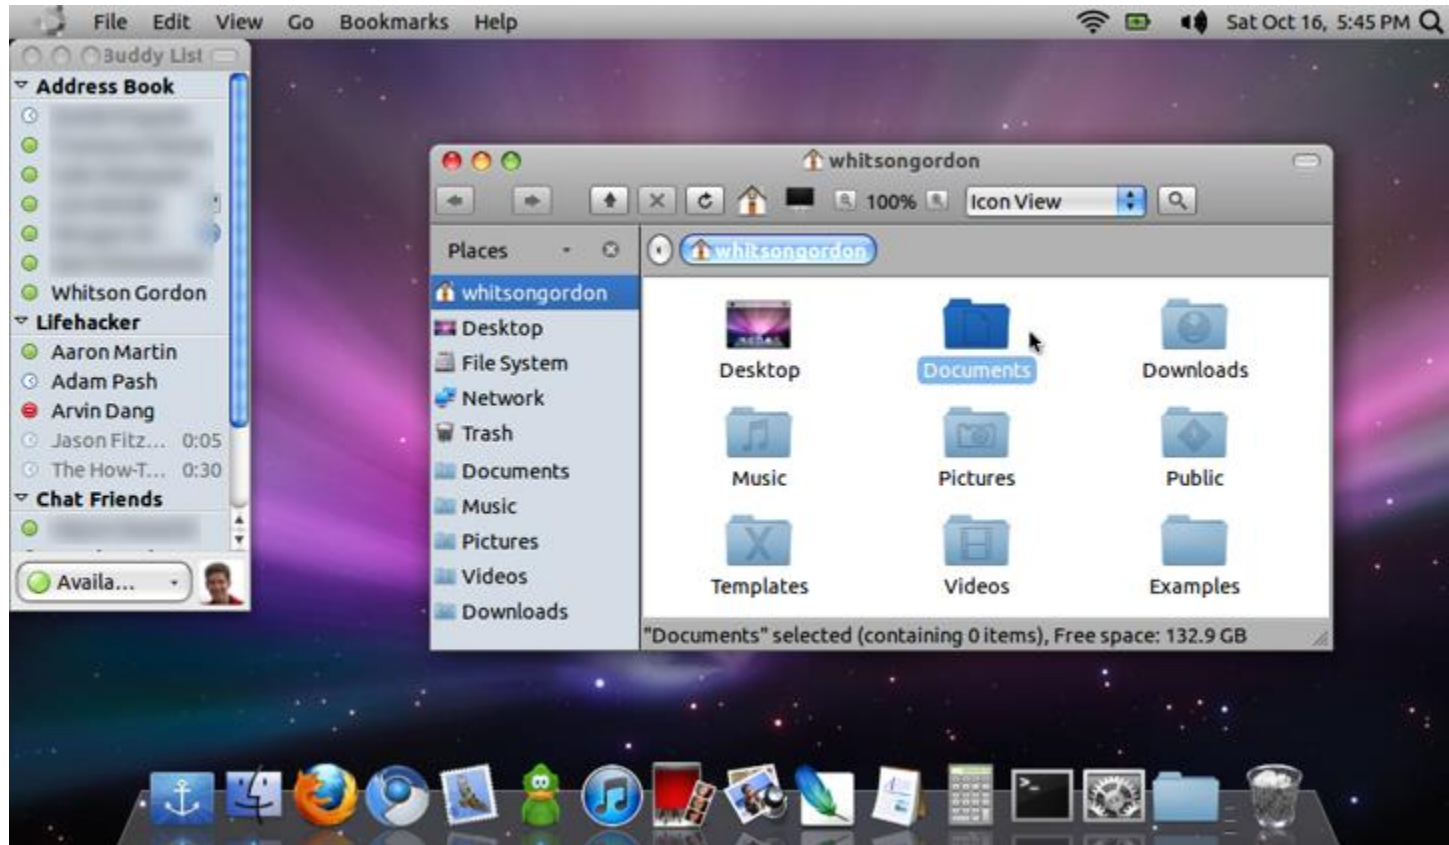 File Edit View Go Bookmarks Help
Sat Oct 16, 5:45 PM
Buddy List
Address Book
Whitson Gordon
Lifehacker
Aaron Martin
Adam Pash
Arvin Dang
Jason Fitz... 0:05
The How-T... 0:30
Chat Friends
Availa...
whitsongordon
100% Icon View
Places
whitsongordon
Desktop
File System
Network
Trash
Documents
Music
Pictures
Videos
Downloads
whitsongordon
Desktop Documents Downloads
Music Pictures Public
Templates Videos Examples
"Documents" selected (containing 0 items), Free space: 132.9 GB